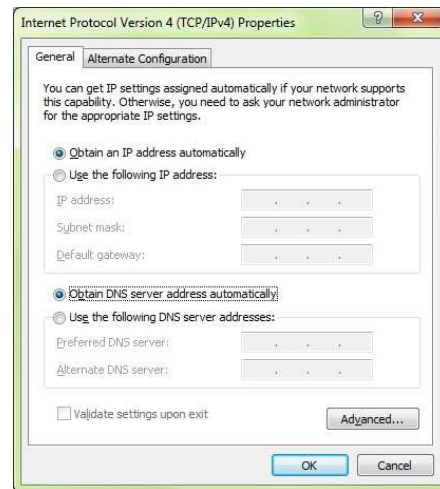 Internet Protocol Version 4 (TCP/IPv4) Properties
General
Alternate Configuration
You can get IP settings assigned automatically if your network supports
this capability. Otherwise, you need to ask your network administrator
for the appropriate IP settings.
Obtain an IP address automatically
Use the following IP address:
IP address:
Subnet mask:
Default gateway:
Obtain DNS server address automatically
Use the following DNS server addresses:
Preferred DNS server:
Alternate DNS server:
Validate settings upon exit
Advanced...
OK
Cancel